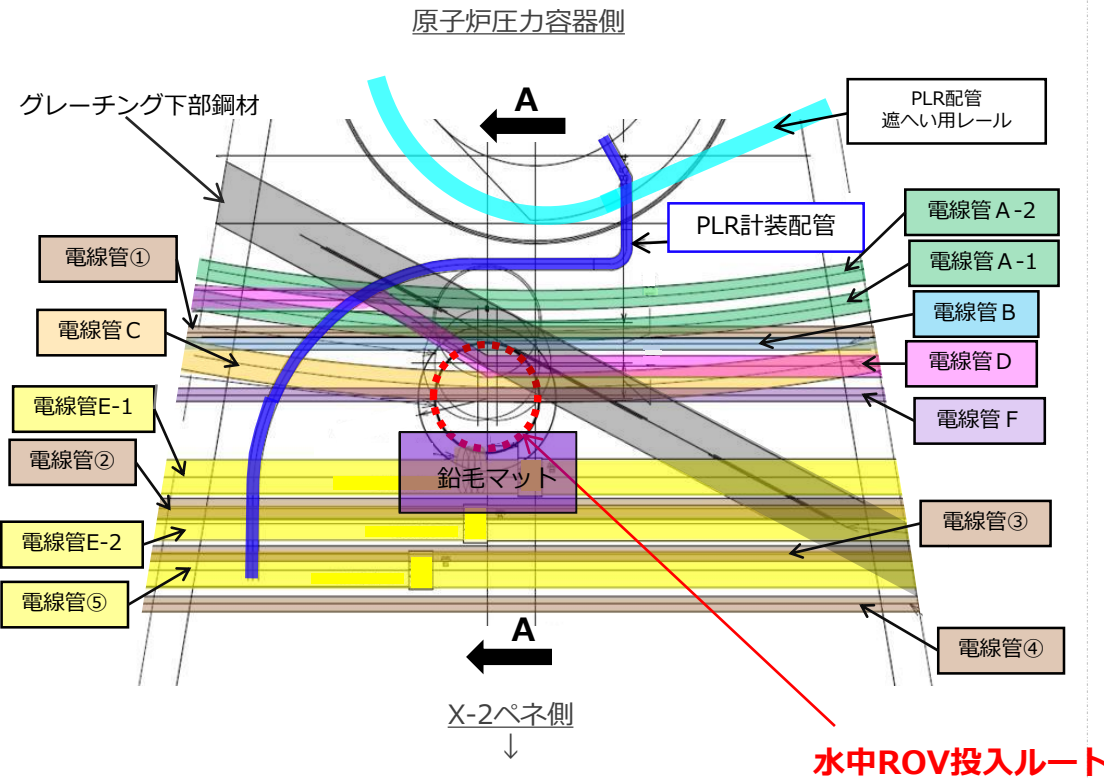 原子炉圧力容器側
グレーチング下部鋼材
A
PLR配管
遮へい用レール
PLR計装配管
電線管A-2
電線管①
電線管A-1
電線管B
電線管C
電線管D
電線管E-1
電線管F
電線管②
鉛毛マット
電線管③
電線管E-2
電線管⑤
A
電線管④
X-2ペネ側
↓
水中ROV投入ルート